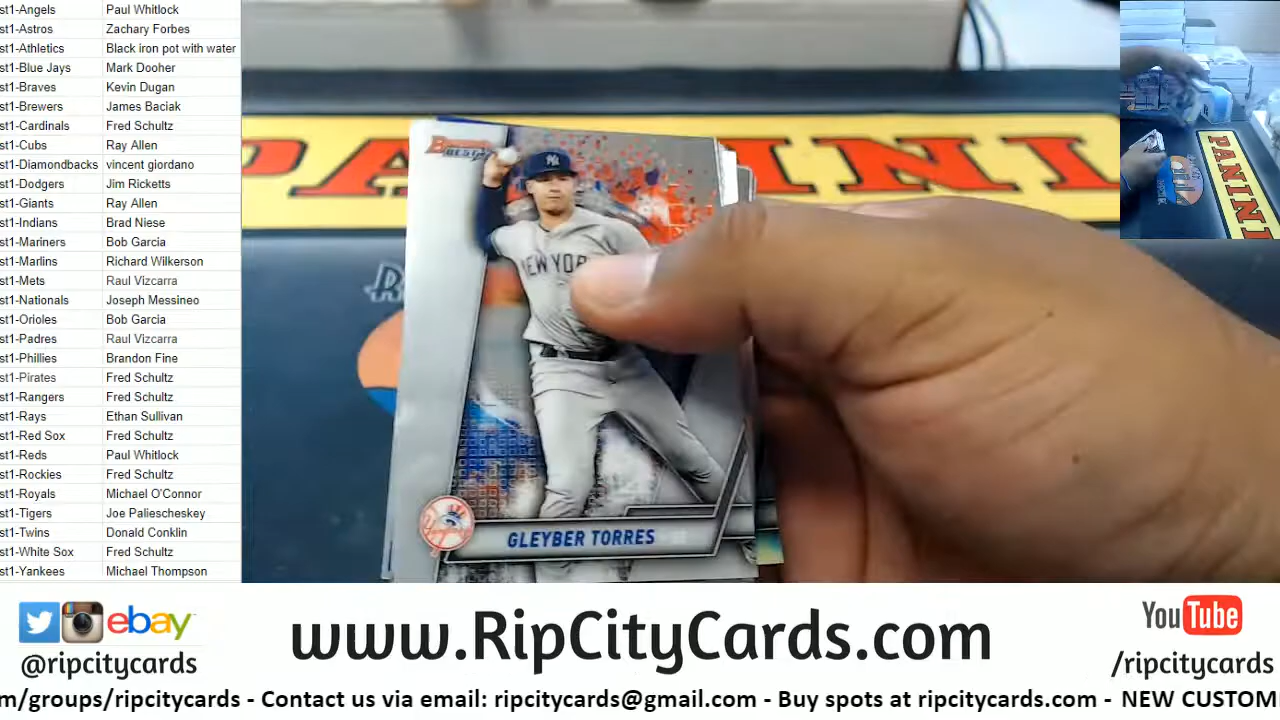 st1-Angels Paul Whitlock
st1-Astros Zachary Forbes
st1-Athletics Black iron pot with water
st1-Blue Jays Mark Dooher
st1-Braves Kevin Dugan
st1-Brewers James Baciak
st1-Cardinals Fred Schultz
st1-Cubs Ray Allen
st1-Diamondbacks vincent giordano
st1-Dodgers Jim Ricketts
st1-Giants Ray Allen
st1-Indians Brad Niese
st1-Mariners Bob Garcia
st1-Marlins Richard Wilkerson
st1-Mets Raul Vizcarra
st1-Nationals Joseph Messineo
st1-Orioles Bob Garcia
st1-Padres Raul Vizcarra
st1-Phillies Brandon Fine
st1-Pirates Fred Schultz
st1-Rangers Fred Schultz
st1-Rays Ethan Sullivan
st1-Red Sox Fred Schultz
st1-Reds Paul Whitlock
st1-Rockies Fred Schultz
st1-Royals Michael O'Connor
st1-Tigers Joe Paliescheskey
st1-Twins Donald Conklin
st1-White Sox Fred Schultz
st1-Yankees Michael Thompson
PANINI
PANINI
Bowman's
BEST
NY
NEW YOR
GLEYBER TORRES
ebay
@ripcitycards
www.RipCityCards.com
YouTube
/ripcitycards
m/groups/ripcitycards - Contact us via email: ripcitycards@gmail.com - Buy spots at ripcitycards.com - NEW CUSTOM